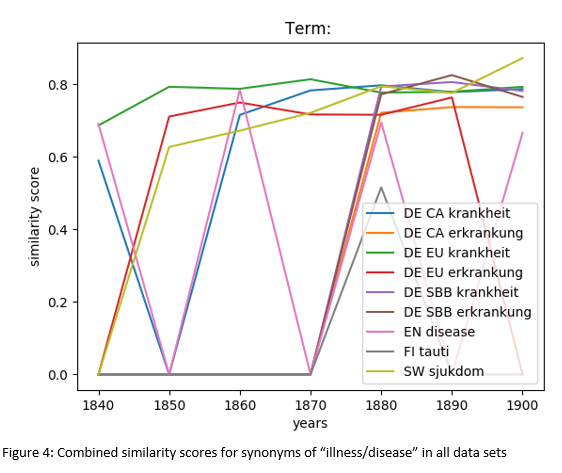 Term:
similarity score
0.8
0.6
0.4
0.2
0.0
DE CA krankheit
DE CA erkrankung
DE EU krankheit
DE EU erkrankung
DE SBB krankheit
DE SBB erkrankung
EN disease
FI tauti
SW sjukdom
1840 1850 1860 1870 1880 1890 1900
years
Figure 4: Combined similarity scores for synonyms of “illness/disease” in all data sets